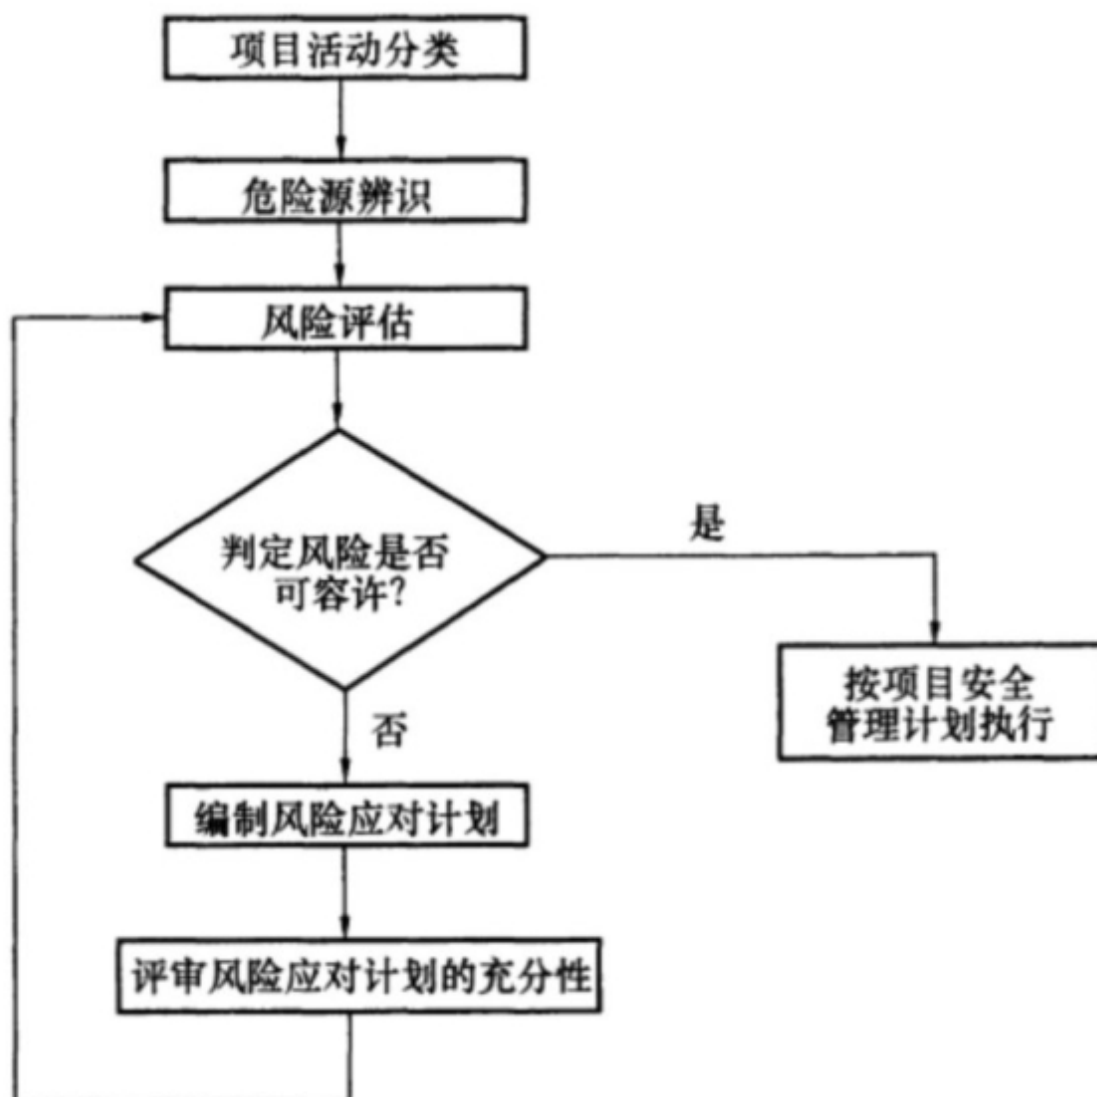 项目活动分类
危险源辨识
风险评估
判定风险是否
可容许?
是
按项目安全
管理计划执行
否
编制风险应对计划
评审风险应对计划的充分性